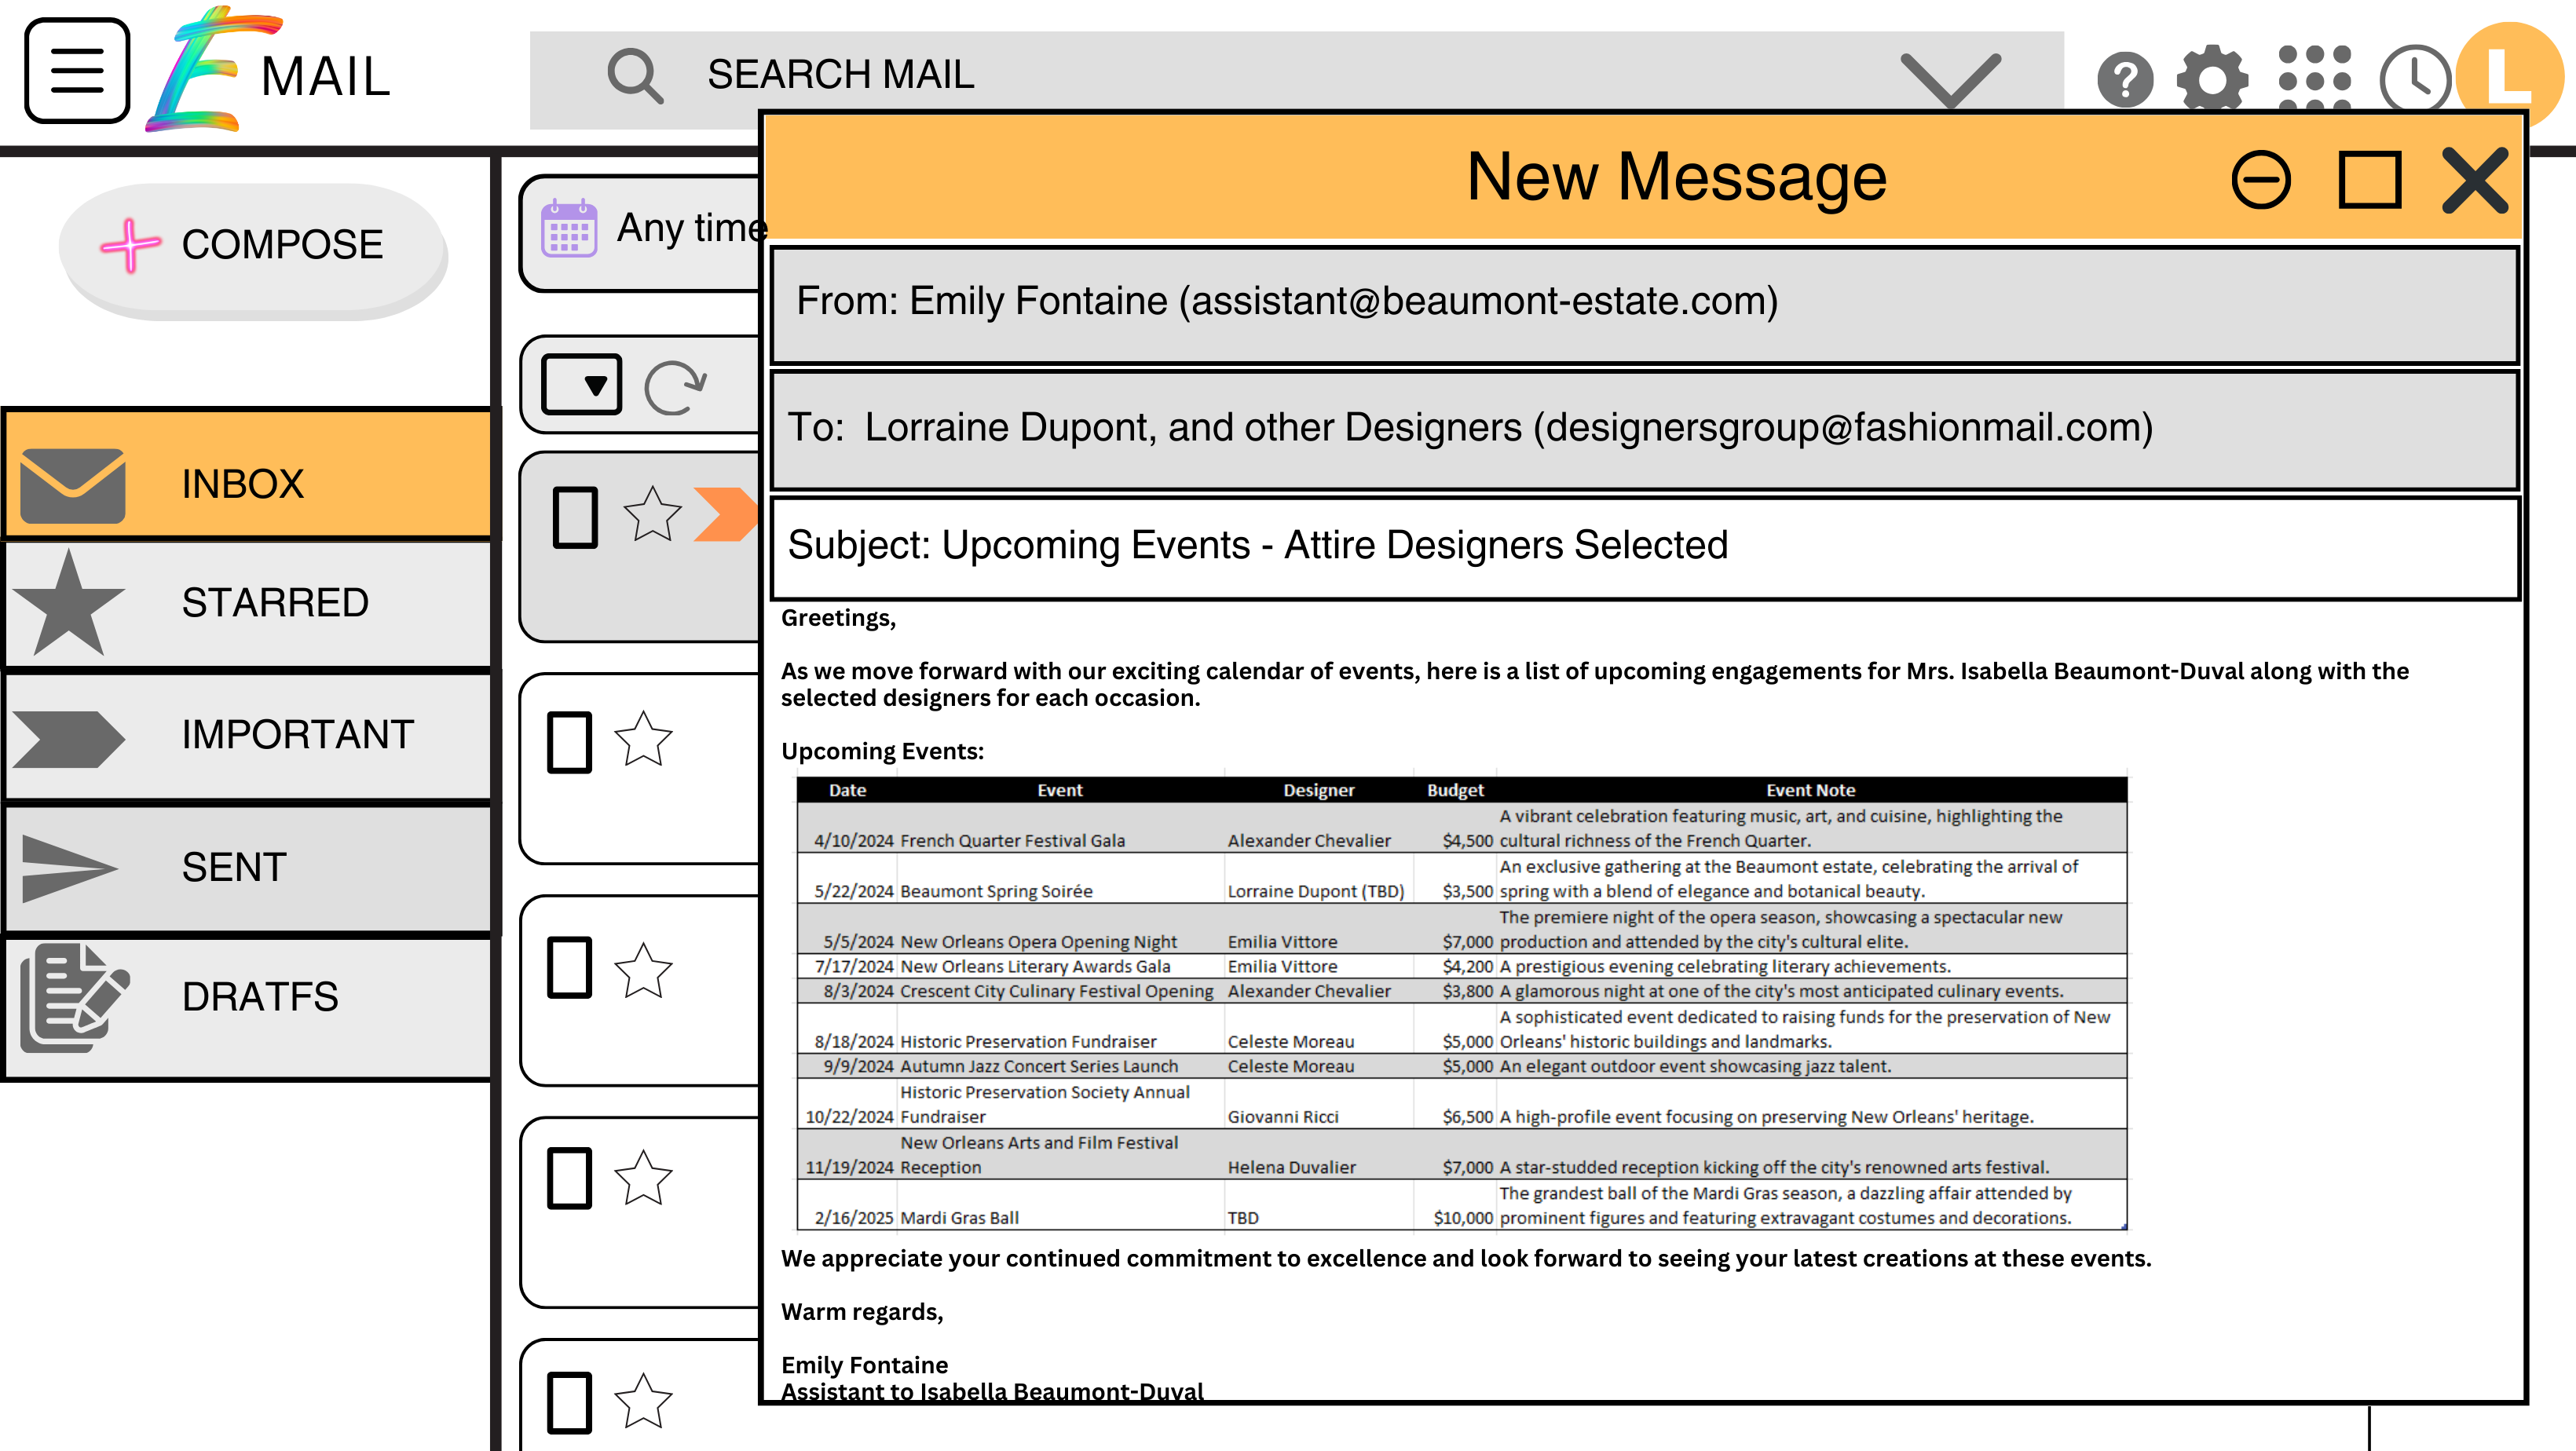 E MAIL
SEARCH MAIL
?
L
COMPOSE
INBOX
STARRED
IMPORTANT
SENT
DRATFS
Any time
New Message
From: Emily Fontaine (assistant@beaumont-estate.com)
To: Lorraine Dupont, and other Designers (designersgroup@fashionmail.com)
Subject: Upcoming Events - Attire Designers Selected
Greetings,
As we move forward with our exciting calendar of events, here is a list of upcoming engagements for Mrs. Isabella Beaumont-Duval along with the
selected designers for each occasion.
Upcoming Events:
Date Event Designer Budget Event Note
A vibrant celebration featuring music, art, and cuisine, highlighting the
4/10/2024 French Quarter Festival Gala Alexander Chevalier $4,500 cultural richness of the French Quarter.
An exclusive gathering at the Beaumont estate, celebrating the arrival of
5/22/2024 Beaumont Spring Soirée Lorraine Dupont (TBD) $3,500 spring with a blend of elegance and botanical beauty.
The premiere night of the opera season, showcasing a spectacular new
5/5/2024 New Orleans Opera Opening Night Emilia Vittore $7,000 production and attended by the city's cultural elite.
7/17/2024 New Orleans Literary Awards Gala Emilia Vittore $4,200 A prestigious evening celebrating literary achievements.
8/3/2024 Crescent City Culinary Festival Opening Alexander Chevalier $3,800 A glamorous night at one of the city's most anticipated culinary events.
A sophisticated event dedicated to raising funds for the preservation of New
8/18/2024 Historic Preservation Fundraiser Celeste Moreau $5,000 Orleans' historic buildings and landmarks.
9/9/2024 Autumn Jazz Concert Series Launch Celeste Moreau $5,000 An elegant outdoor event showcasing jazz talent.
Historic Preservation Society Annual
10/22/2024 Fundraiser Giovanni Ricci $6,500 A high-profile event focusing on preserving New Orleans' heritage.
New Orleans Arts and Film Festival
11/19/2024 Reception Helena Duvalier $7,000 A star-studded reception kicking off the city's renowned arts festival.
The grandest ball of the Mardi Gras season, a dazzling affair attended by
2/16/2025 Mardi Gras Ball TBD $10,000 prominent figures and featuring extravagant costumes and decorations.
We appreciate your continued commitment to excellence and look forward to seeing your latest creations at these events.
Warm regards,
Emily Fontaine
Assistant to Isabella Beaumont-Duval